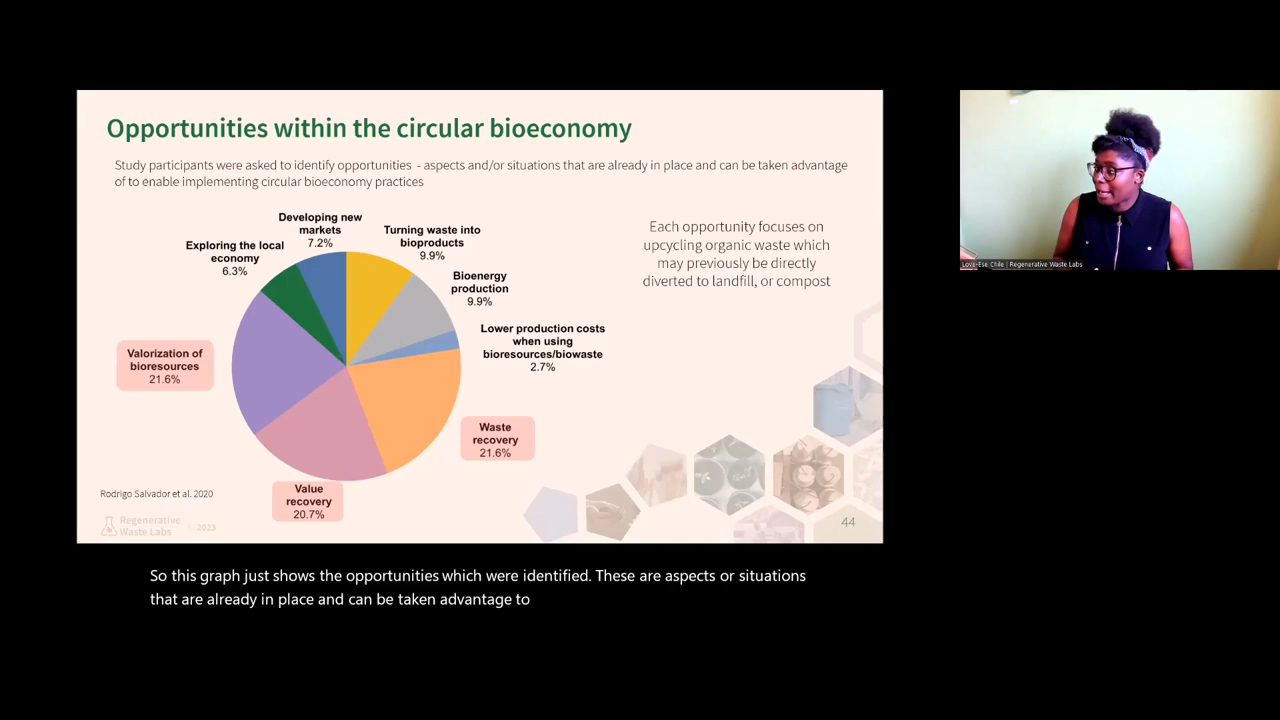 Opportunities within the circular bioeconomy
Study participants were asked to identify opportunities - aspects and/or situations that are already in place and can be taken advantage
of to enable implementing circular bioeconomy practices
Developing new
markets
7.2%
Turning waste into
bioproducts
9.9%
Exploring the local
economy
6.3%
Bioenergy
production
9.9%
Each opportunity focuses on
upcycling organic waste which
may previously be directly
diverted to landfill, or compost
Lower production costs
when using
bioresources/biowaste
2.7%
Valorization of
bioresources
21.6%
Waste
recovery
21.6%
Value
recovery
20.7%
Rodrigo Salvador et al. 2020
Regenerative
Waste Labs
2023
44
Love-Ese Chile | Regenerative Waste Labs
So this graph just shows the opportunities which were identified. These are aspects or situations
that are already in place and can be taken advantage to